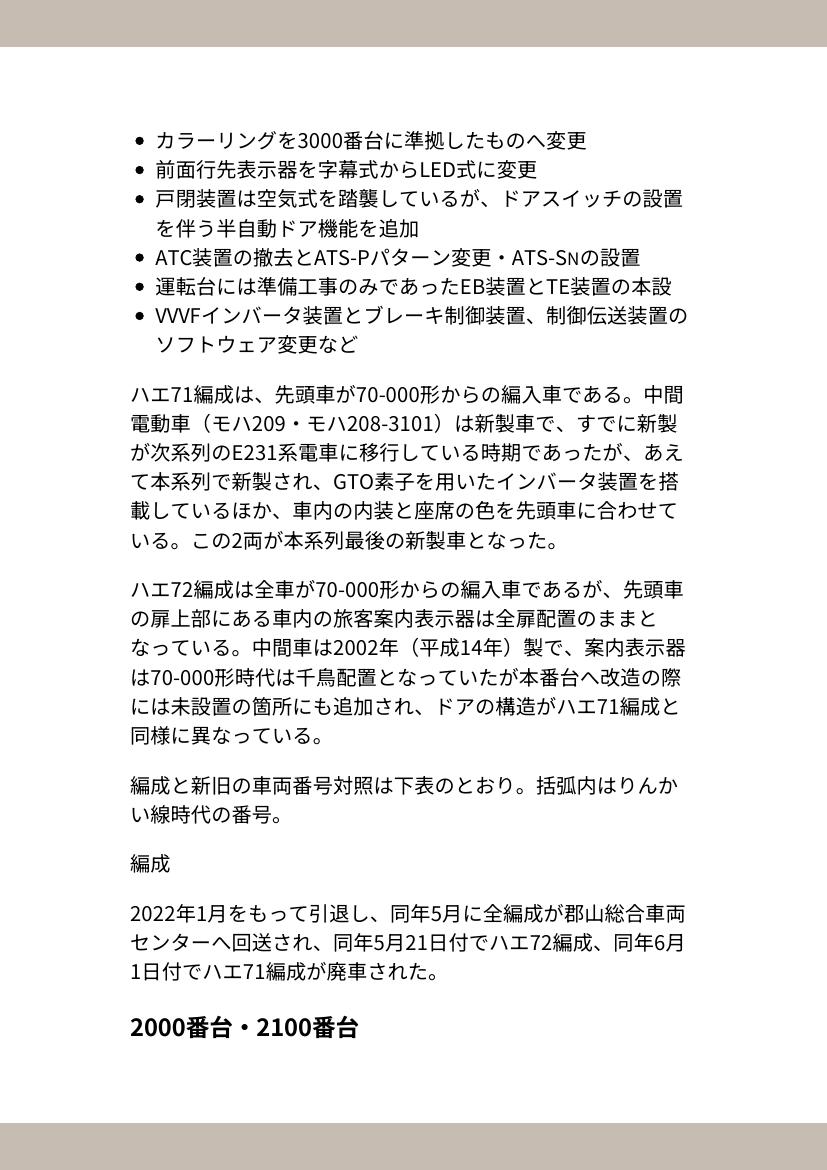 • カラーリングを3000番台に準拠したものへ変更
• 前面行先表示器を字幕式からLED式に変更
• 戸閉装置は空気式を踏襲しているが、ドアスイッチの設置
を伴う半自動ドア機能を追加
• ATC装置の撤去とATS-Pパターン変更・ATS-SNの設置
• 運転台には準備工事のみであったEB装置とTE装置の本設
• VVVFインバータ装置とブレーキ制御装置、制御伝送装置の
ソフトウェア変更など
ハエ71編成は、先頭車が70-000形からの編入車である。中間
電動車（モハ209・モハ208-3101）は新製車で、すでに新製
が次系列のE231系電車に移行している時期であったが、あえ
て本系列で新製され、GTO素子を用いたインバータ装置を搭
載しているほか、車内の内装と座席の色を先頭車に合わせて
いる。この2両が本系列最後の新製車となった。
ハエ72編成は全車が70-000形からの編入車であるが、先頭車
の扉上部にある車内の旅客案内表示器は全扉配置のままと
なっている。中間車は2002年（平成14年）製で、案内表示器
は70-000形時代は千鳥配置となっていたが本番台へ改造の際
には未設置の箇所にも追加され、ドアの構造がハエ71編成と
同様に異なっている。
編成と新旧の車両番号対照は下表のとおり。括弧内はりんか
い線時代の番号。
編成
2022年1月をもって引退し、同年5月に全編成が郡山総合車両
センターへ回送され、同年5月21日付でハエ72編成、同年6月
1日付でハエ71編成が廃車された。
2000番台・2100番台